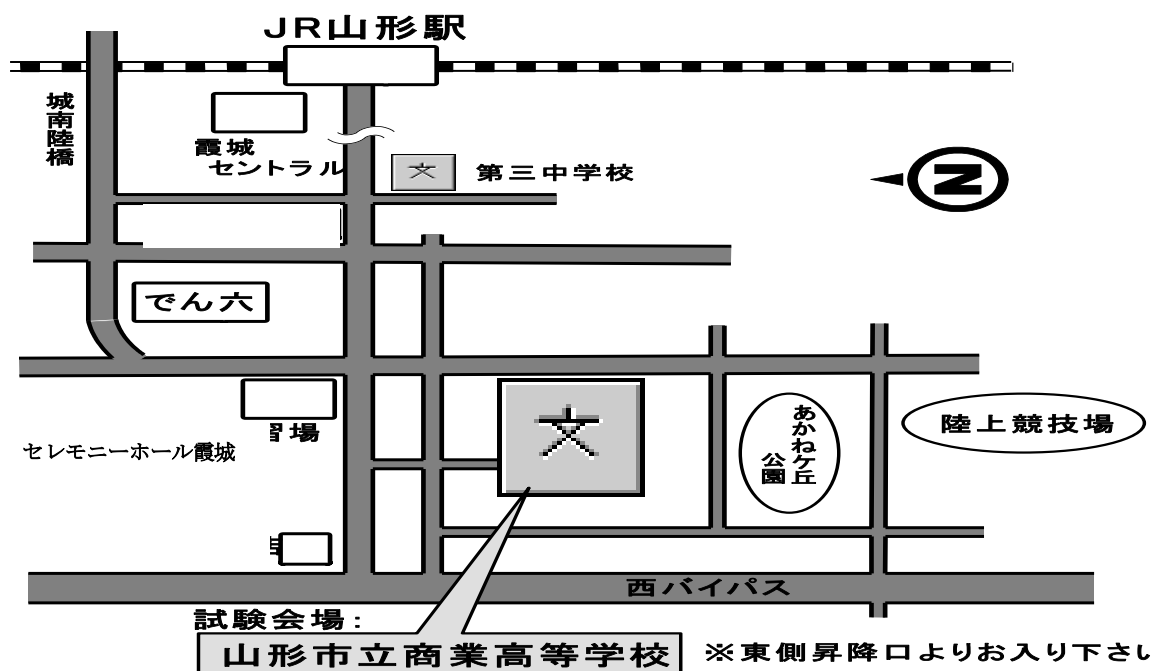 JR山形駅
城南陸橋
霞城
セントラル
文
第三中学校
N
でん六
習場
セレモニーホール霞城
文
あかねケ丘
公園
陸上競技場
西バイパス
試験会場：
山形市立商業高等学校
※東側昇降口よりお入り下さい